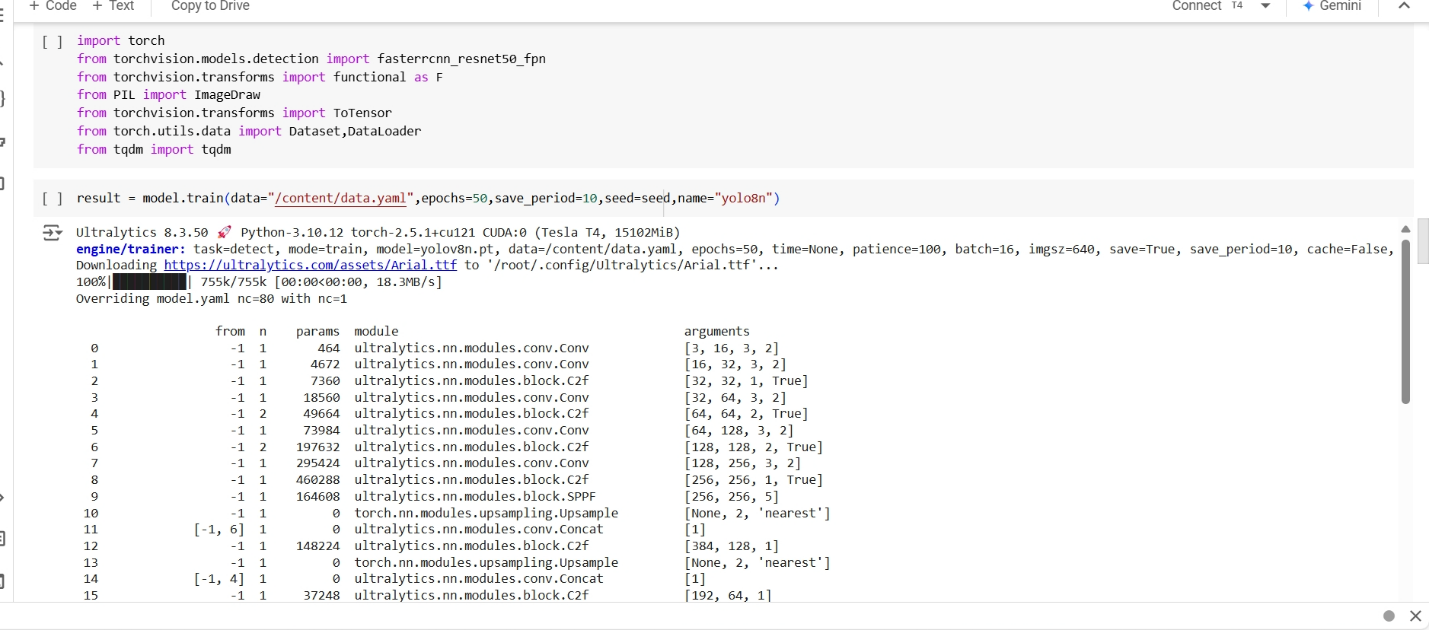 + Code + Text Copy to Drive Connect T4 Gemini
[ ] import torch
from torchvision.models.detection import fasterrcnn_resnet50_fpn
from torchvision.transforms import functional as F
from PIL import ImageDraw
from torchvision.transforms import ToTensor
from torch.utils.data import Dataset,DataLoader
from tqdm import tqdm
[ ] result = model.train(data="/content/data.yaml",epochs=50,save_period=10,seed=seed,name="yolo8n")
Ultralytics 8.3.50 🚀 Python-3.10.12 torch-2.5.1+cu121 CUDA:0 (Tesla T4, 15102MiB)
engine/trainer: task=detect, mode=train, model=yolov8n.pt, data=/content/data.yaml, epochs=50, time=None, patience=100, batch=16, imgsz=640, save=True, save_period=10, cache=False,
Downloading https://ultralytics.com/assets/Arial.ttf to '/root/.config/Ultralytics/Arial.ttf'...
100%|██████████| 755k/755k [00:00<00:00, 18.3MB/s]
Overriding model.yaml nc=80 with nc=1
from n params module arguments
0 -1 1 464 ultralytics.nn.modules.conv.Conv [3, 16, 3, 2]
1 -1 1 4672 ultralytics.nn.modules.conv.Conv [16, 32, 3, 2]
2 -1 1 7360 ultralytics.nn.modules.block.C2f [32, 32, 1, True]
3 -1 1 18560 ultralytics.nn.modules.conv.Conv [32, 64, 3, 2]
4 -1 2 49664 ultralytics.nn.modules.block.C2f [64, 64, 2, True]
5 -1 1 73984 ultralytics.nn.modules.conv.Conv [64, 128, 3, 2]
6 -1 2 197632 ultralytics.nn.modules.block.C2f [128, 128, 2, True]
7 -1 1 295424 ultralytics.nn.modules.conv.Conv [128, 256, 3, 2]
8 -1 1 460288 ultralytics.nn.modules.block.C2f [256, 256, 1, True]
9 -1 1 164608 ultralytics.nn.modules.block.SPPF [256, 256, 5]
10 -1 1 0 torch.nn.modules.upsampling.Upsample [None, 2, 'nearest']
11 [-1, 6] 1 0 ultralytics.nn.modules.conv.Concat [1]
12 -1 1 148224 ultralytics.nn.modules.block.C2f [384, 128, 1]
13 -1 1 0 torch.nn.modules.upsampling.Upsample [None, 2, 'nearest']
14 [-1, 4] 1 0 ultralytics.nn.modules.conv.Concat [1]
15 -1 1 37248 ultralytics.nn.modules.block.C2f [192, 64, 1]